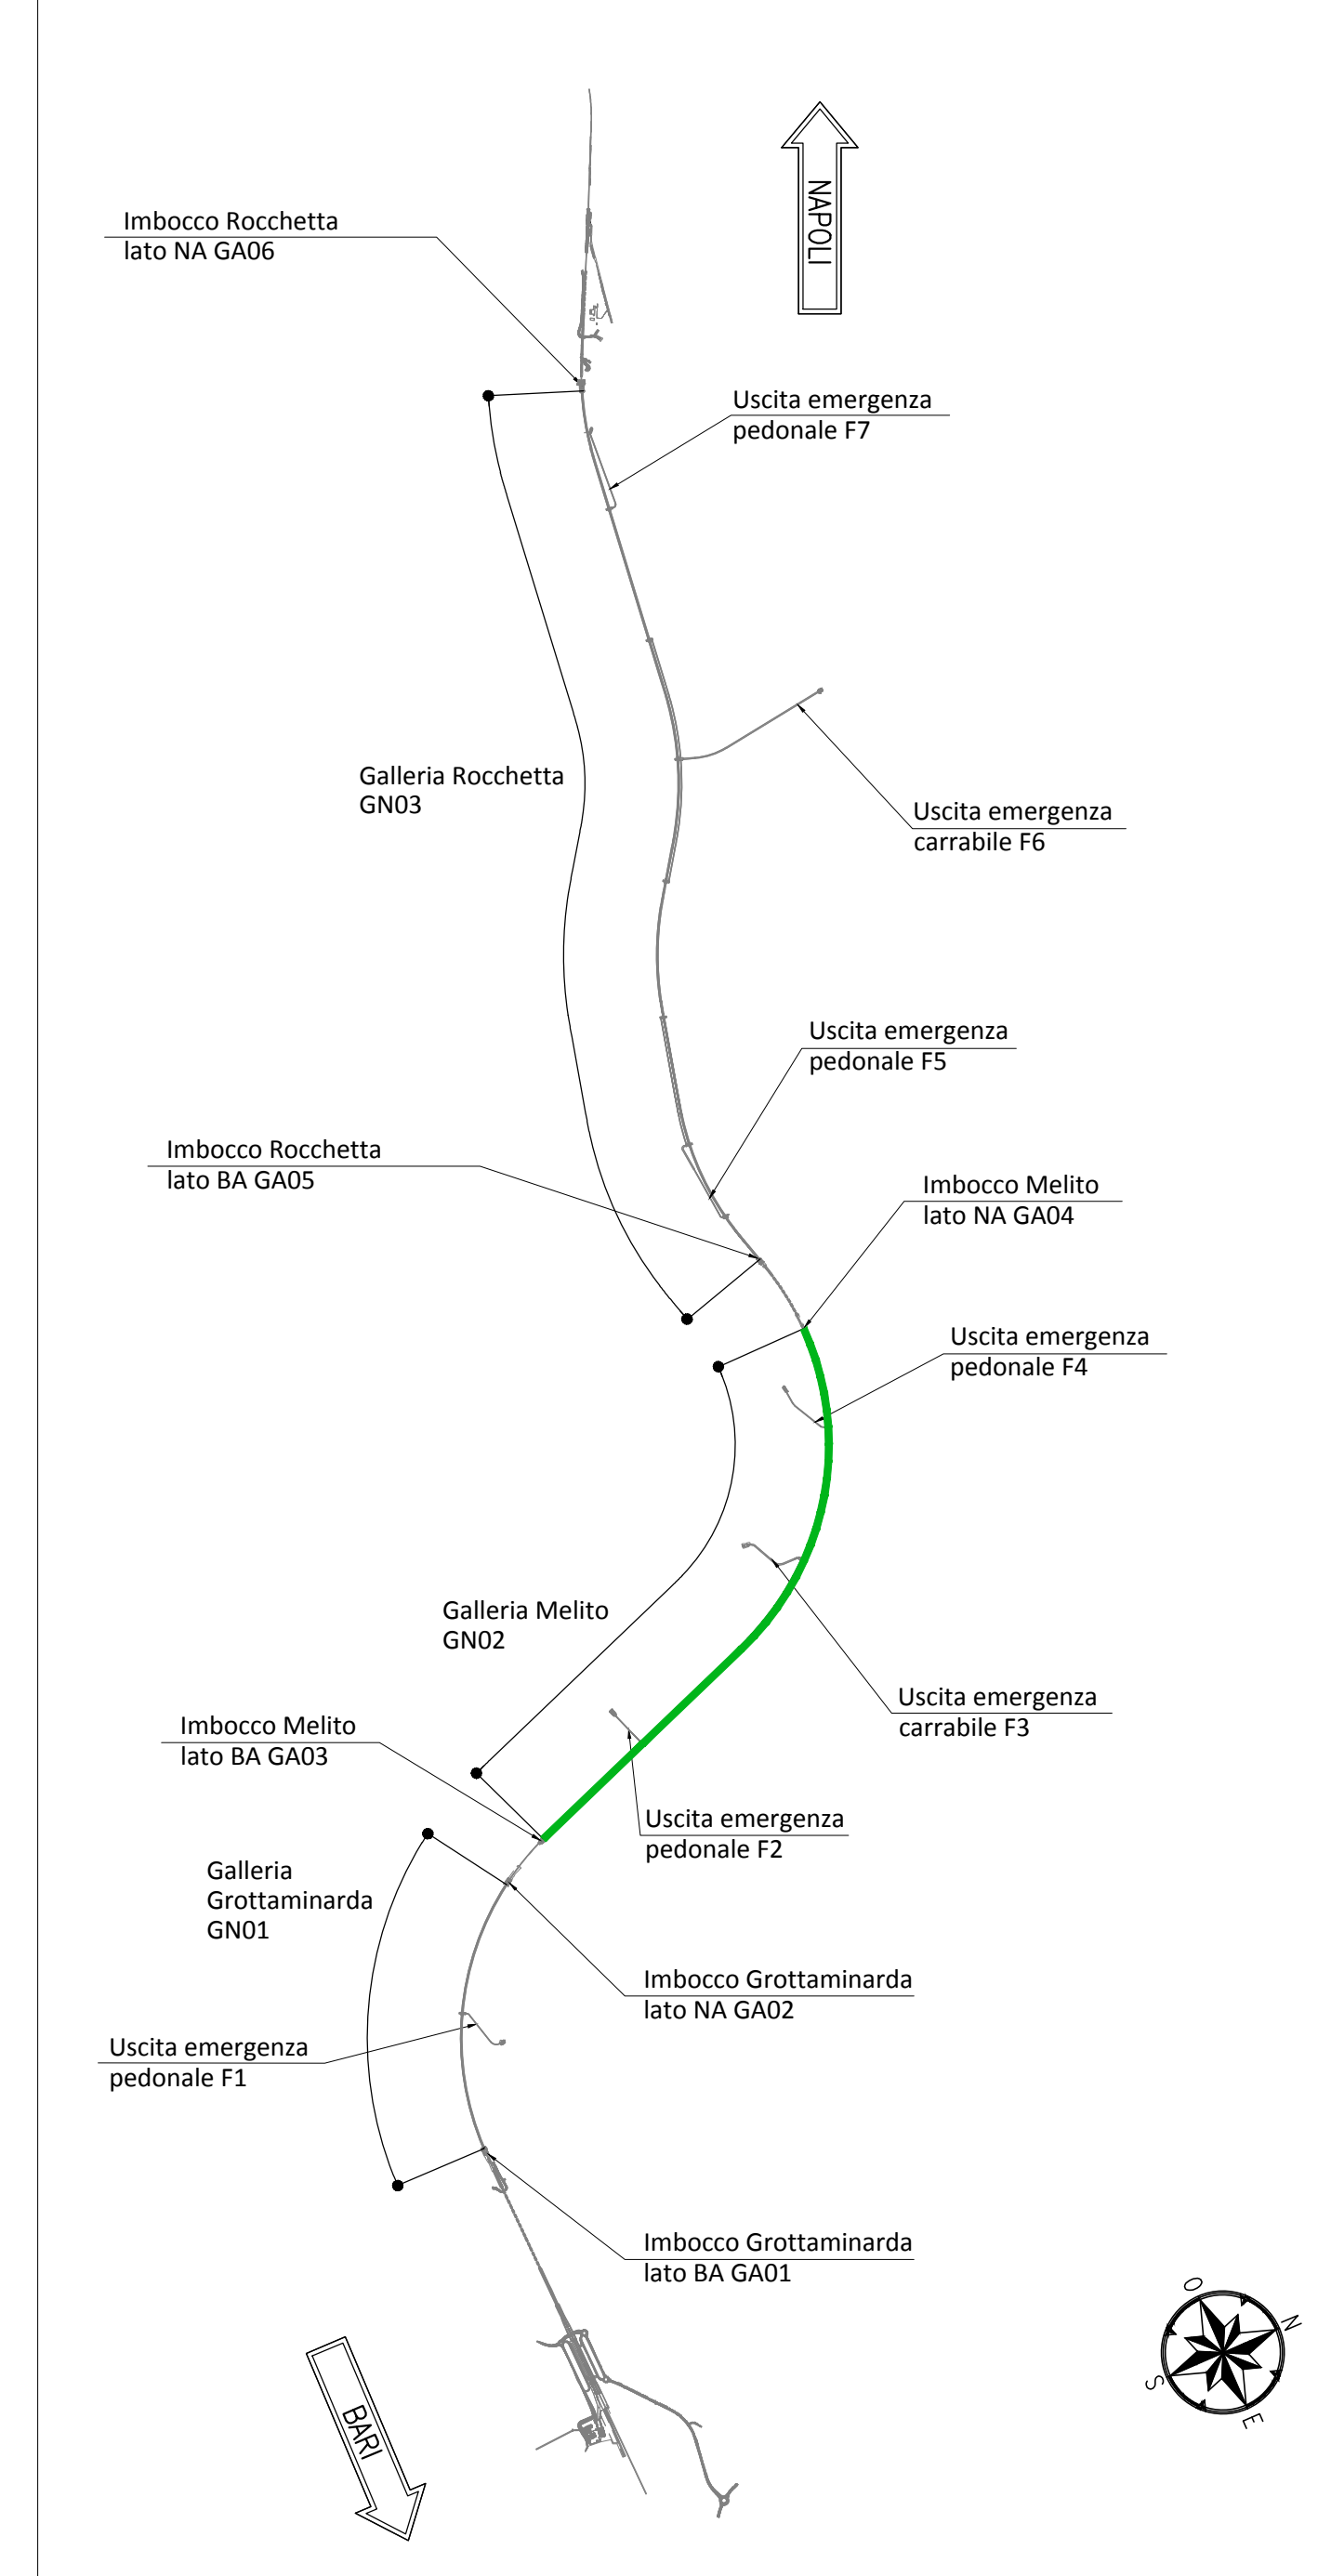 NAPOLI
Imbocco Rocchetta
lato NA GA06
Uscita emergenza
pedonale F7
Galleria Rocchetta
GN03
Uscita emergenza
carrabile F6
Uscita emergenza
pedonale F5
Imbocco Rocchetta
lato BA GA05
Imbocco Melito
lato NA GA04
Uscita emergenza
pedonale F4
Galleria Melito
GN02
Uscita emergenza
carrabile F3
Imbocco Melito
lato BA GA03
Uscita emergenza
pedonale F2
Galleria
Grottaminarda
GN01
Imbocco Grottaminarda
lato NA GA02
Uscita emergenza
pedonale F1
Imbocco Grottaminarda
lato BA GA01
O
N
S
E
BARI